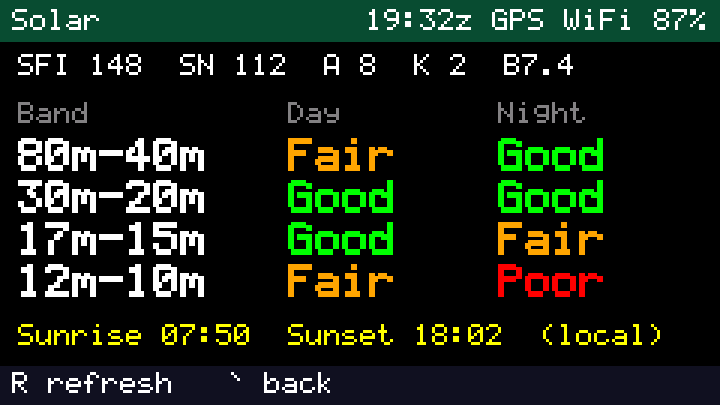 Solar 19:32z GPS WiFi 87%
SFI 148 SN 112 A 8 K 2 B7.4
Band Day Night
80m-40m Fair Good
30m-20m Good Good
17m-15m Good Fair
12m-10m Fair Poor
Sunrise 07:50 Sunset 18:02 (local)
R refresh ` back